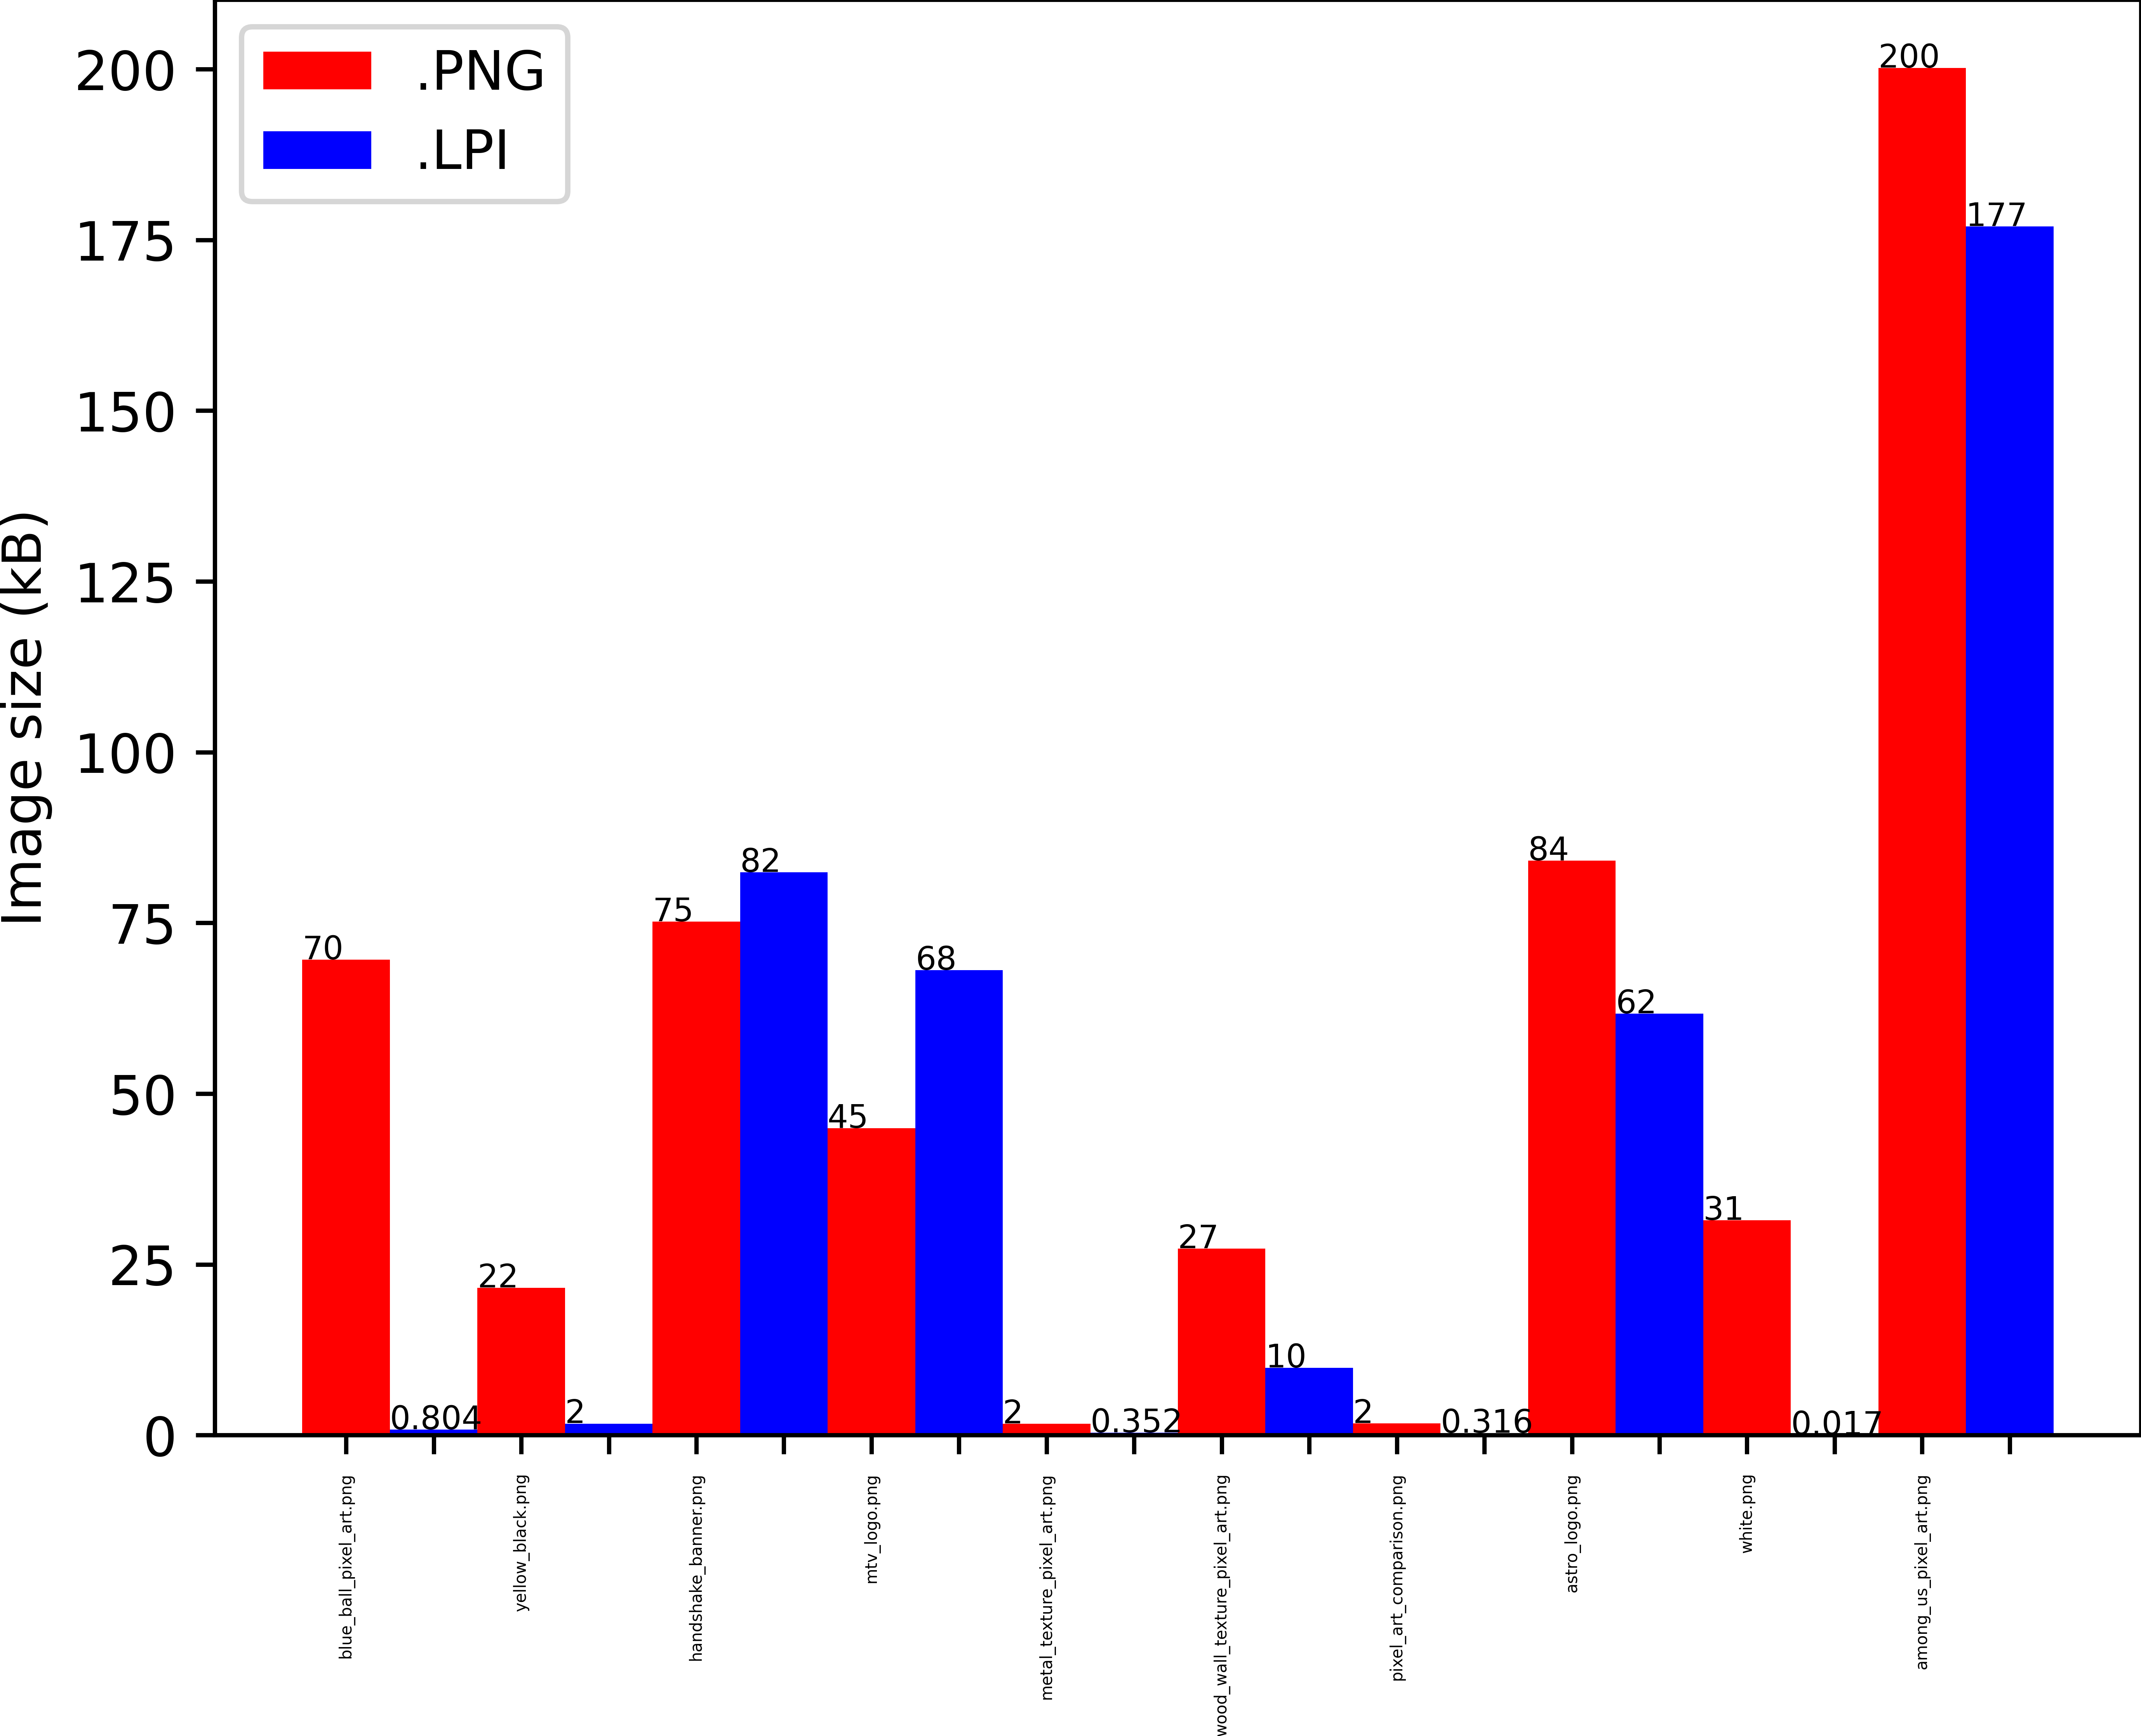 .PNG
.LPI
Image size (kB)
200
175
150
125
100
75
50
25
0
70
0.804
22
2
75
82
45
68
2
0.352
27
10
2
0.316
84
62
31
0.017
200
177
blue_ball_pixel_art.png
yellow_black.png
handshake_banner.png
mtv_logo.png
metal_texture_pixel_art.png
wood_wall_texture_pixel_art.png
pixel_art_comparison.png
astro_logo.png
white.png
among_us_pixel_art.png